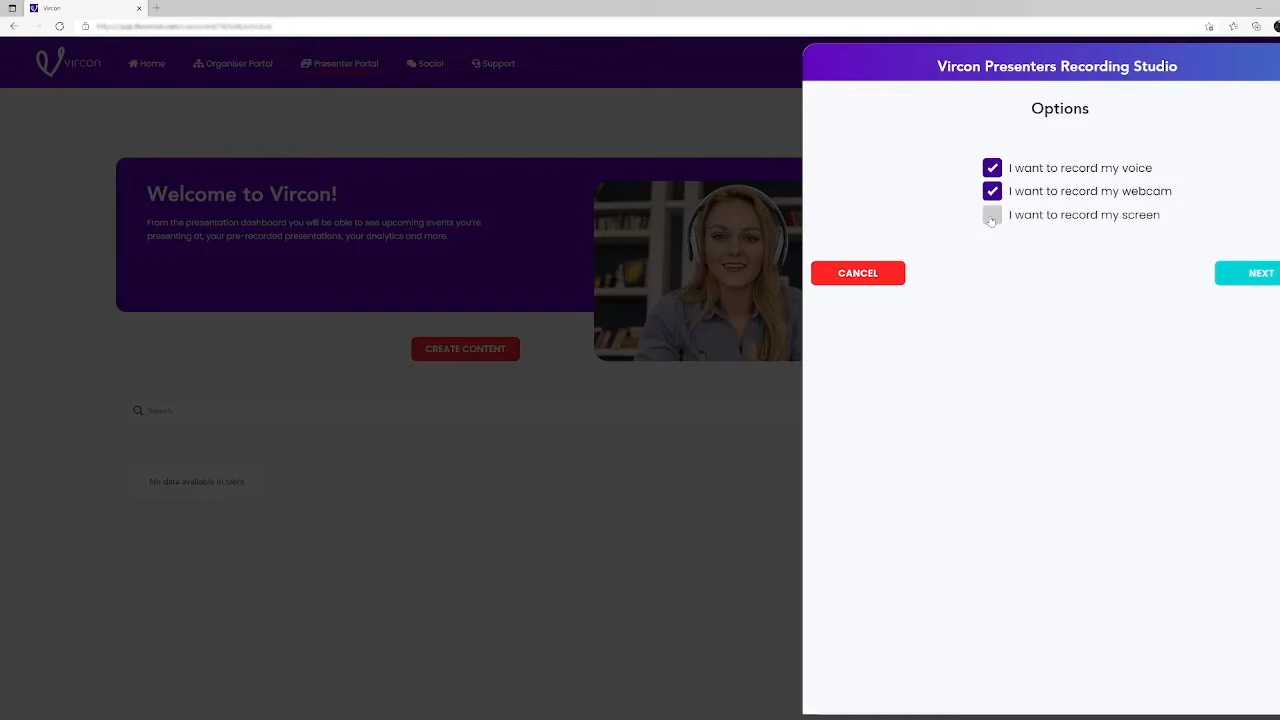 Vircon
vircon
Home
Organiser Portal
Presenter Portal
Social
Support
Vircon Presenters Recording Studio
Options
I want to record my voice
I want to record my webcam
I want to record my screen
CANCEL
NEXT
Welcome to Vircon!
From the presentation dashboard you will be able to see upcoming events you're
presenting at, your pre-recorded presentations, your analytics and more.
CREATE CONTENT
Search
No data available in table